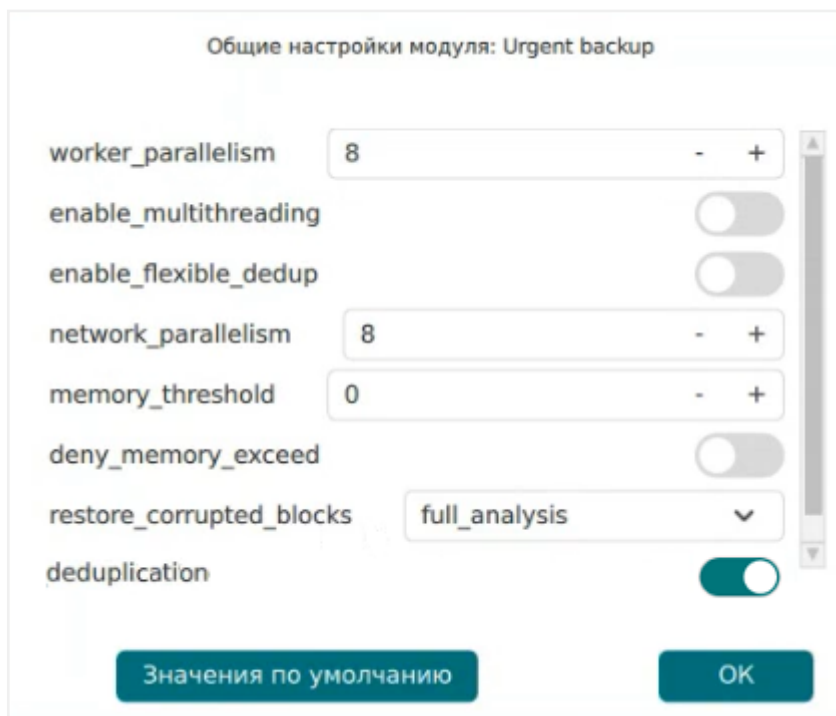 Общие настройки модуля: Urgent backup
worker_parallelism 8 - +
enable_multithreading
enable_flexible_dedup
network_parallelism 8 - +
memory_threshold 0 - +
deny_memory_exceed
restore_corrupted_blocks full_analysis
deduplication
Значения по умолчанию OK